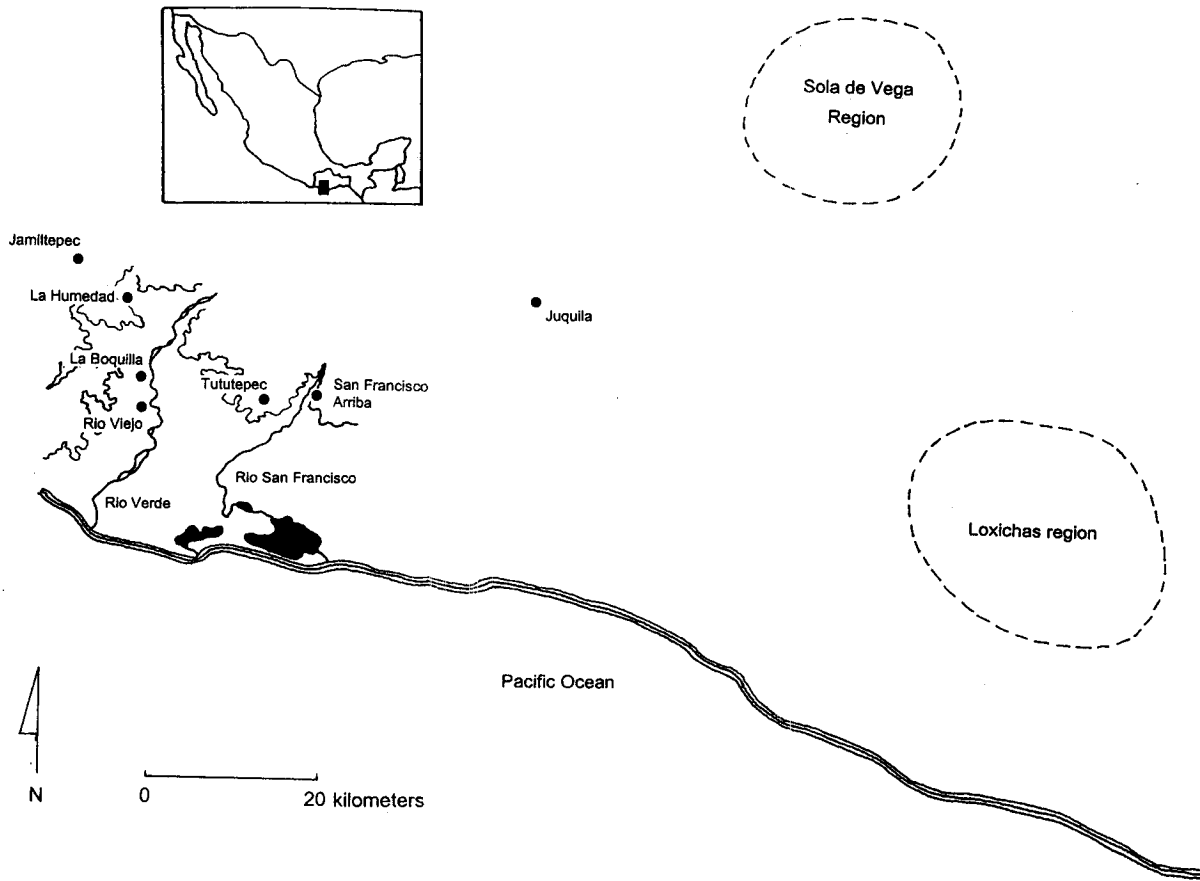 Sola de Vega
Region
Jamiltepec
La Humedad
Juquila
La Boquilla
Tututepec
San Francisco
Arriba
Rio Viejo
Rio San Francisco
Rio Verde
Loxichas region
Pacific Ocean
N
0
20 kilometers